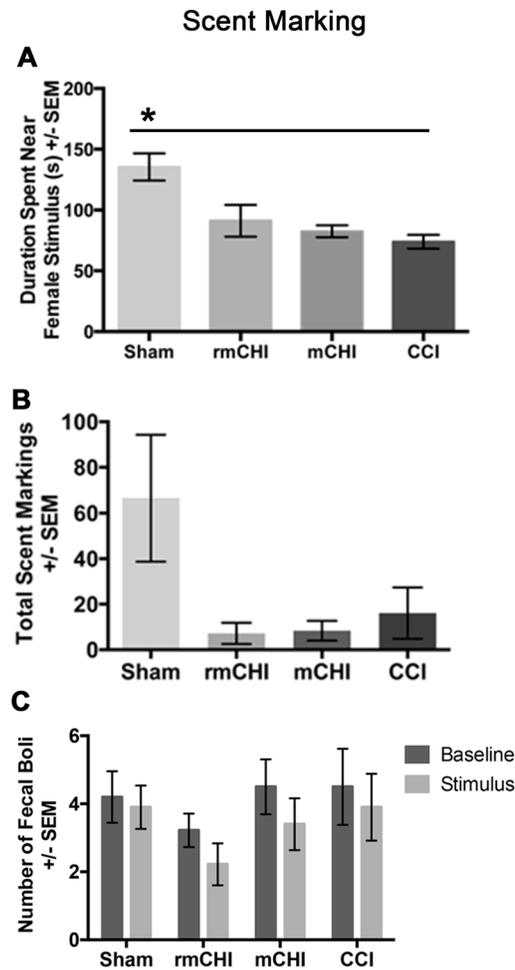 Scent Marking
A
Duration Spent Near
Female Stimulus (s) +/- SEM
200
150
100
50
0
*
Sham rmCHI mCHI CCI
B
Total Scent Markings
+/- SEM
100
80
60
40
20
0
Sham rmCHI mCHI CCI
C
Number of Fecal Boli
+/- SEM
6
4
2
0
Baseline
Stimulus
Sham rmCHI mCHI CCI